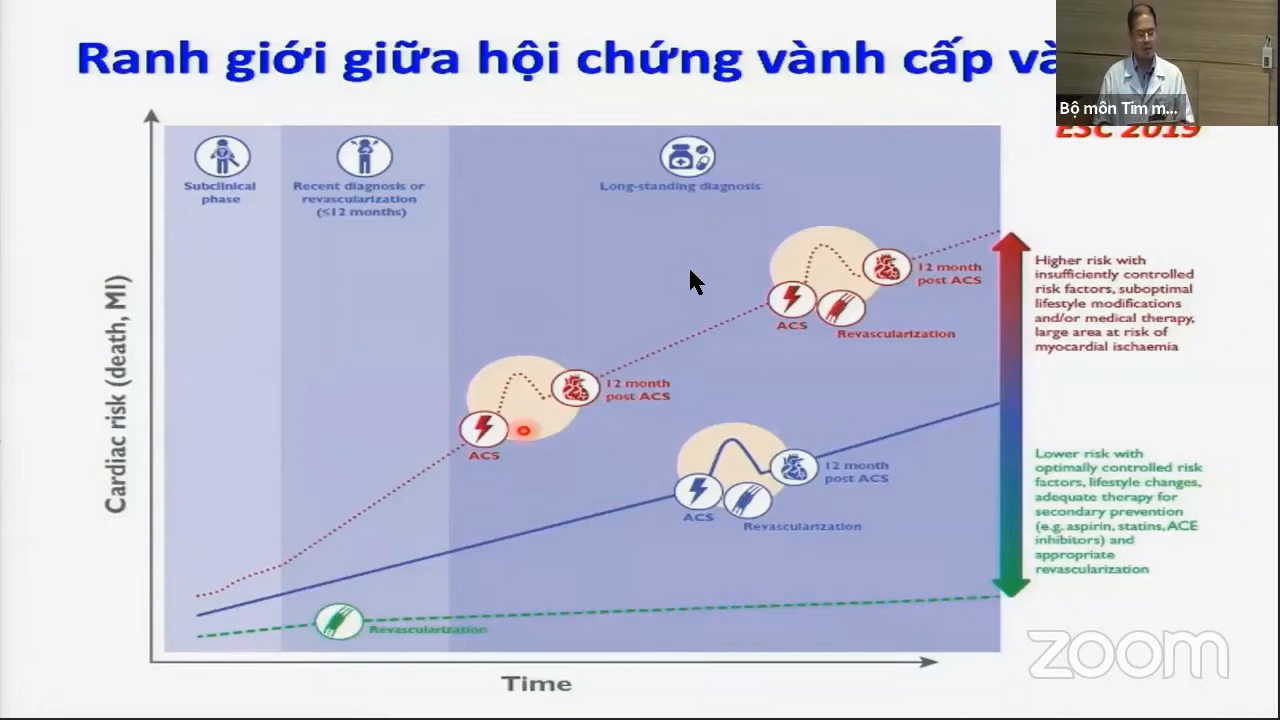 Ranh giới giữa hội chứng vành cấp và
Bộ môn Tim m...
ESC 2019
Subclinical
phase
Recent diagnosis or
revascularization
(≤12 months)
Long-standing diagnosis
Cardiac risk (death, MI)
12 month
post ACS
ACS
Revascularization
12 month
post ACS
ACS
12 month
post ACS
ACS
Revascularization
Revascularization
Higher risk with
insufficiently controlled
risk factors, suboptimal
lifestyle modifications
and/or medical therapy,
large area at risk of
myocardial ischaemia
Lower risk with
optimally controlled risk
factors, lifestyle changes,
adequate therapy for
secondary prevention
(e.g. aspirin, statins, ACE
inhibitors) and
appropriate
revascularization
Time
zoom